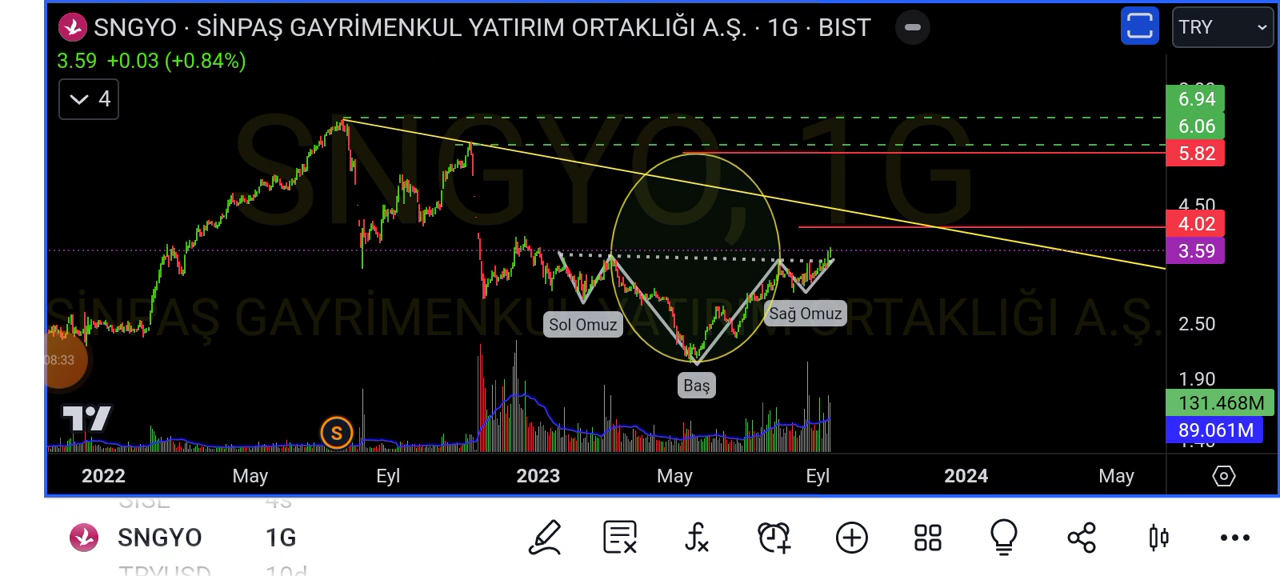 SNGYO · SİNPAŞ GAYRİMENKUL YATIRIM ORTAKLIĞI A.Ş. · 1G · BIST
TRY
3.59 +0.03 (+0.84%)
4
SNGYO, 1G
SİNPAŞ GAYRİMENKUL YATIRIM ORTAKLIĞI A.Ş.
6.94
6.06
5.82
4.50
4.02
3.59
2.50
1.90
131.468M
89.061M
Sol Omuz
Sağ Omuz
Baş
08:33
S
2022 May Eyl 2023 May Eyl 2024 May
SNGYO 1G
TRYUSD 10d